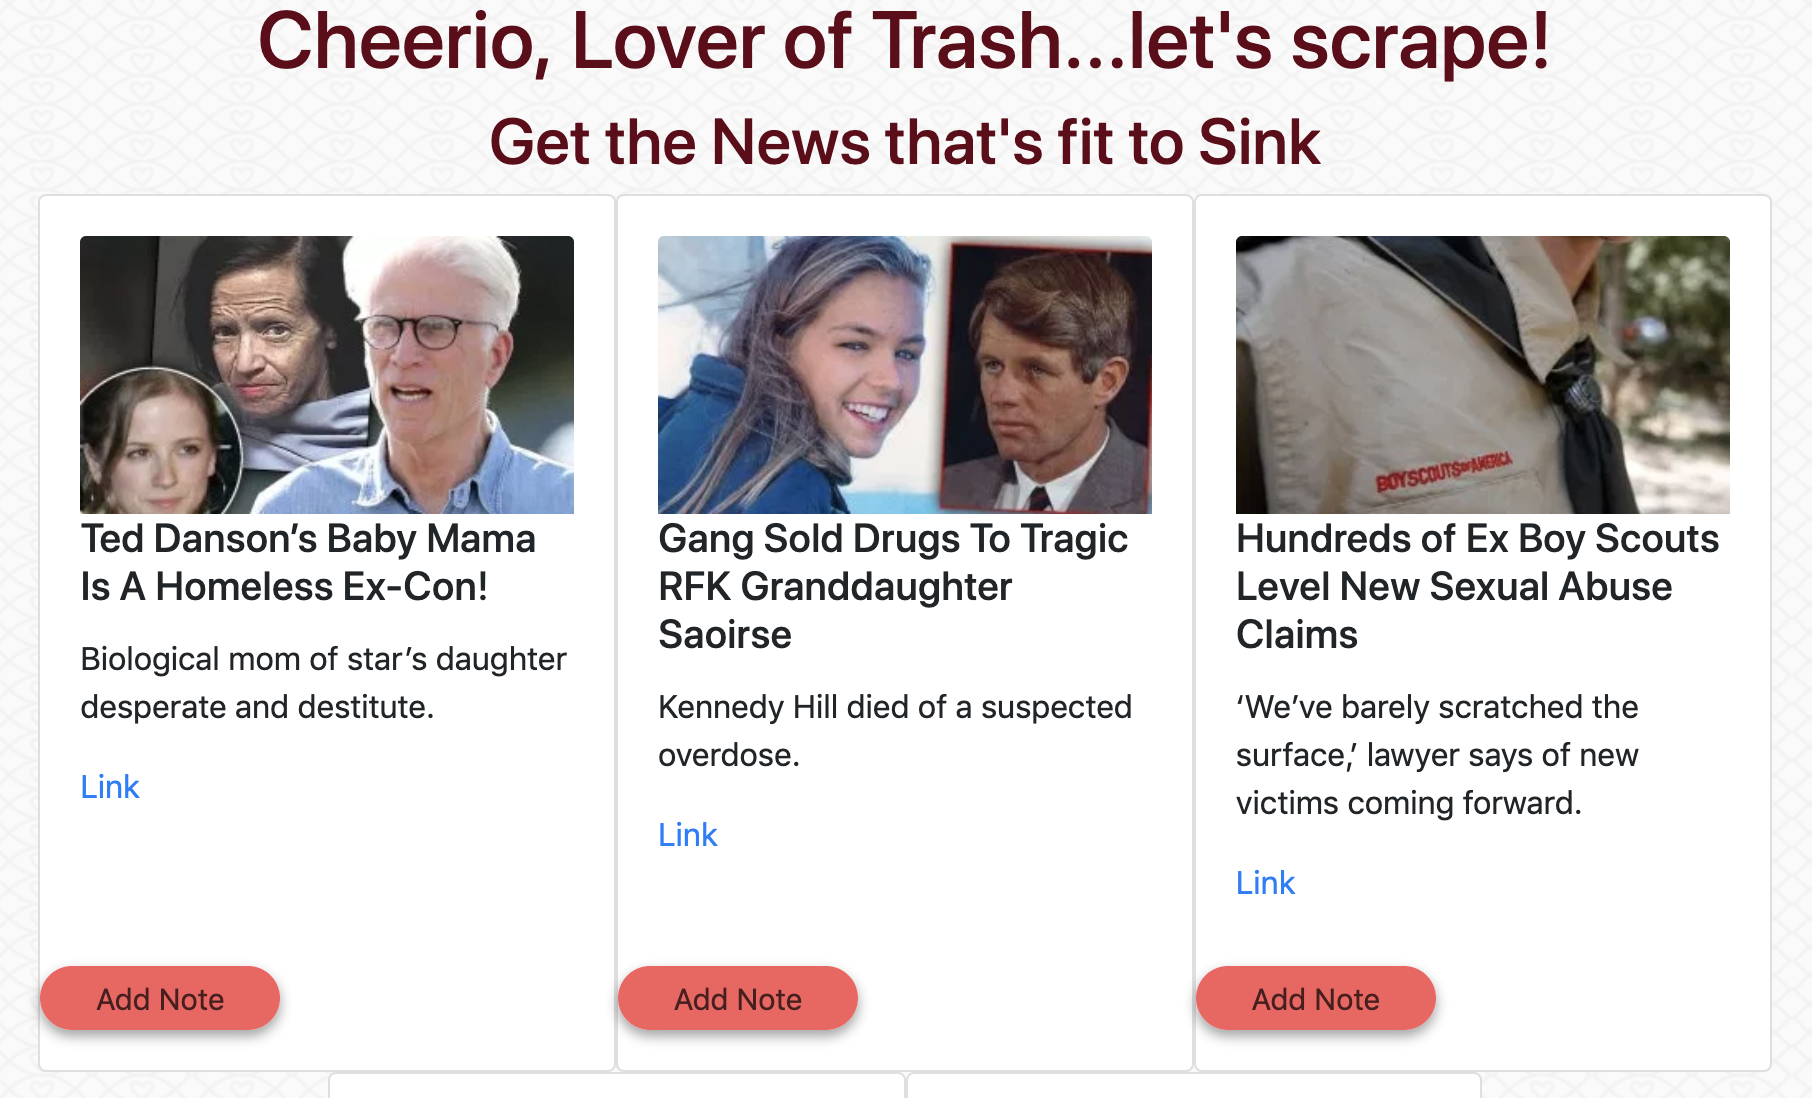 Cheerio, Lover of Trash...let's scrape!
Get the News that's fit to Sink
Ted Danson’s Baby Mama
Is A Homeless Ex-Con!
Biological mom of star’s daughter
desperate and destitute.
Link
Add Note
Gang Sold Drugs To Tragic
RFK Granddaughter
Saoirse
Kennedy Hill died of a suspected
overdose.
Link
Add Note
BOY SCOUTS OF AMERICA
Hundreds of Ex Boy Scouts
Level New Sexual Abuse
Claims
‘We’ve barely scratched the
surface,’ lawyer says of new
victims coming forward.
Link
Add Note